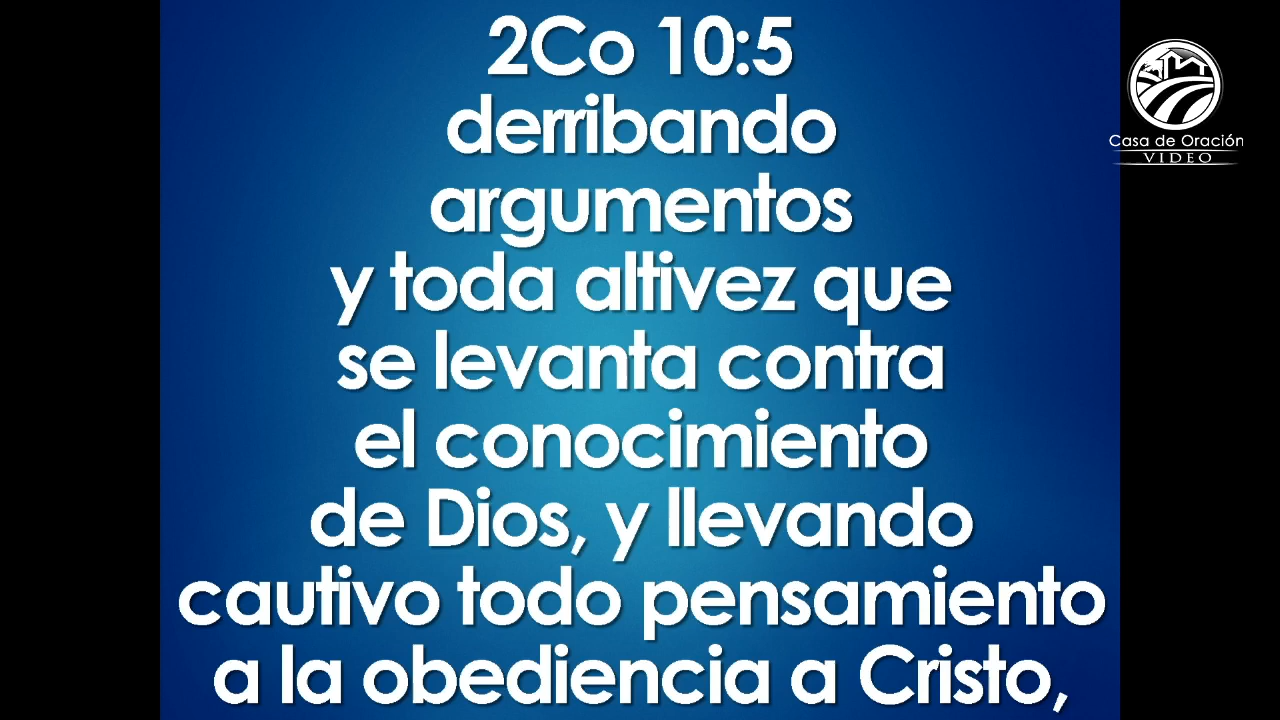 2Co 10:5
derribando
argumentos
y toda altivez que
se levanta contra
el conocimiento
de Dios, y llevando
cautivo todo pensamiento
a la obediencia a Cristo,
Casa de Oración
VIDEO